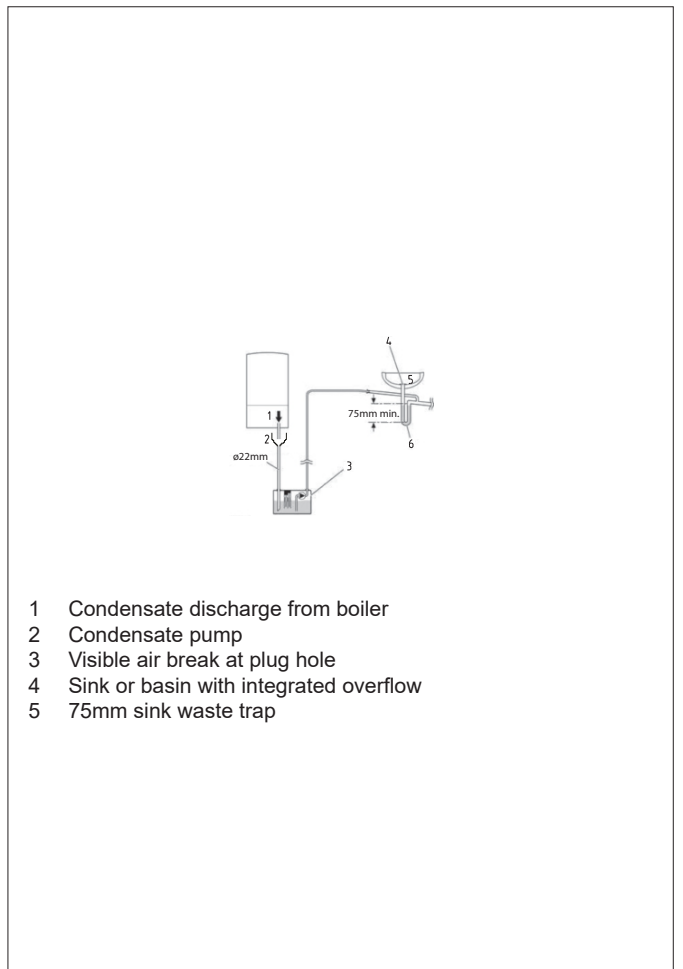 4
5
1
75mm min.
2
6
ø22mm
3
1 Condensate discharge from boiler
2 Condensate pump
3 Visible air break at plug hole
4 Sink or basin with integrated overflow
5 75mm sink waste trap